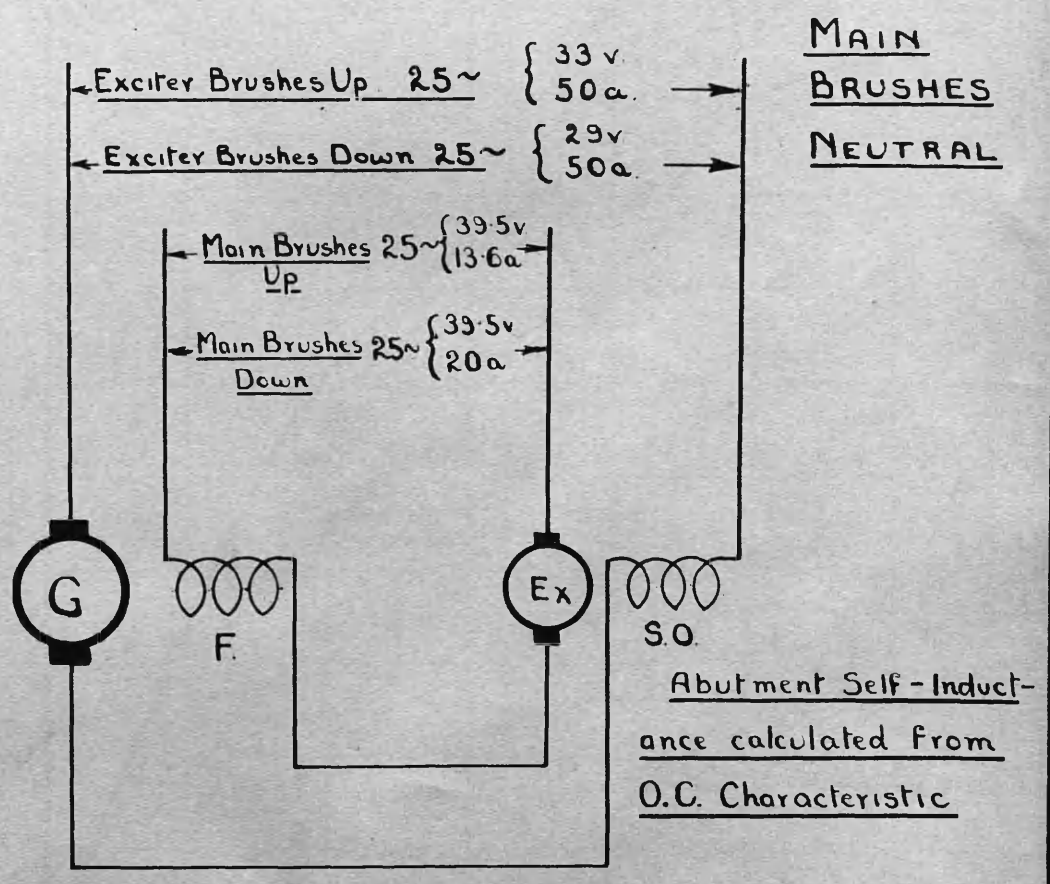 MAIN
BRUSHES
NEUTRAL
Exciter Brushes Up 25~ { 33 v. 50 a.
Exciter Brushes Down 25~ { 29 v 50 a.
Main Brushes Up 25~ { 39·5 v 13·6 a
Main Brushes Down 25~ { 39·5 v 20 a
G
F.
Ex
S.O.
Abutment Self-Induct-
ance calculated from
O.C. Characteristic